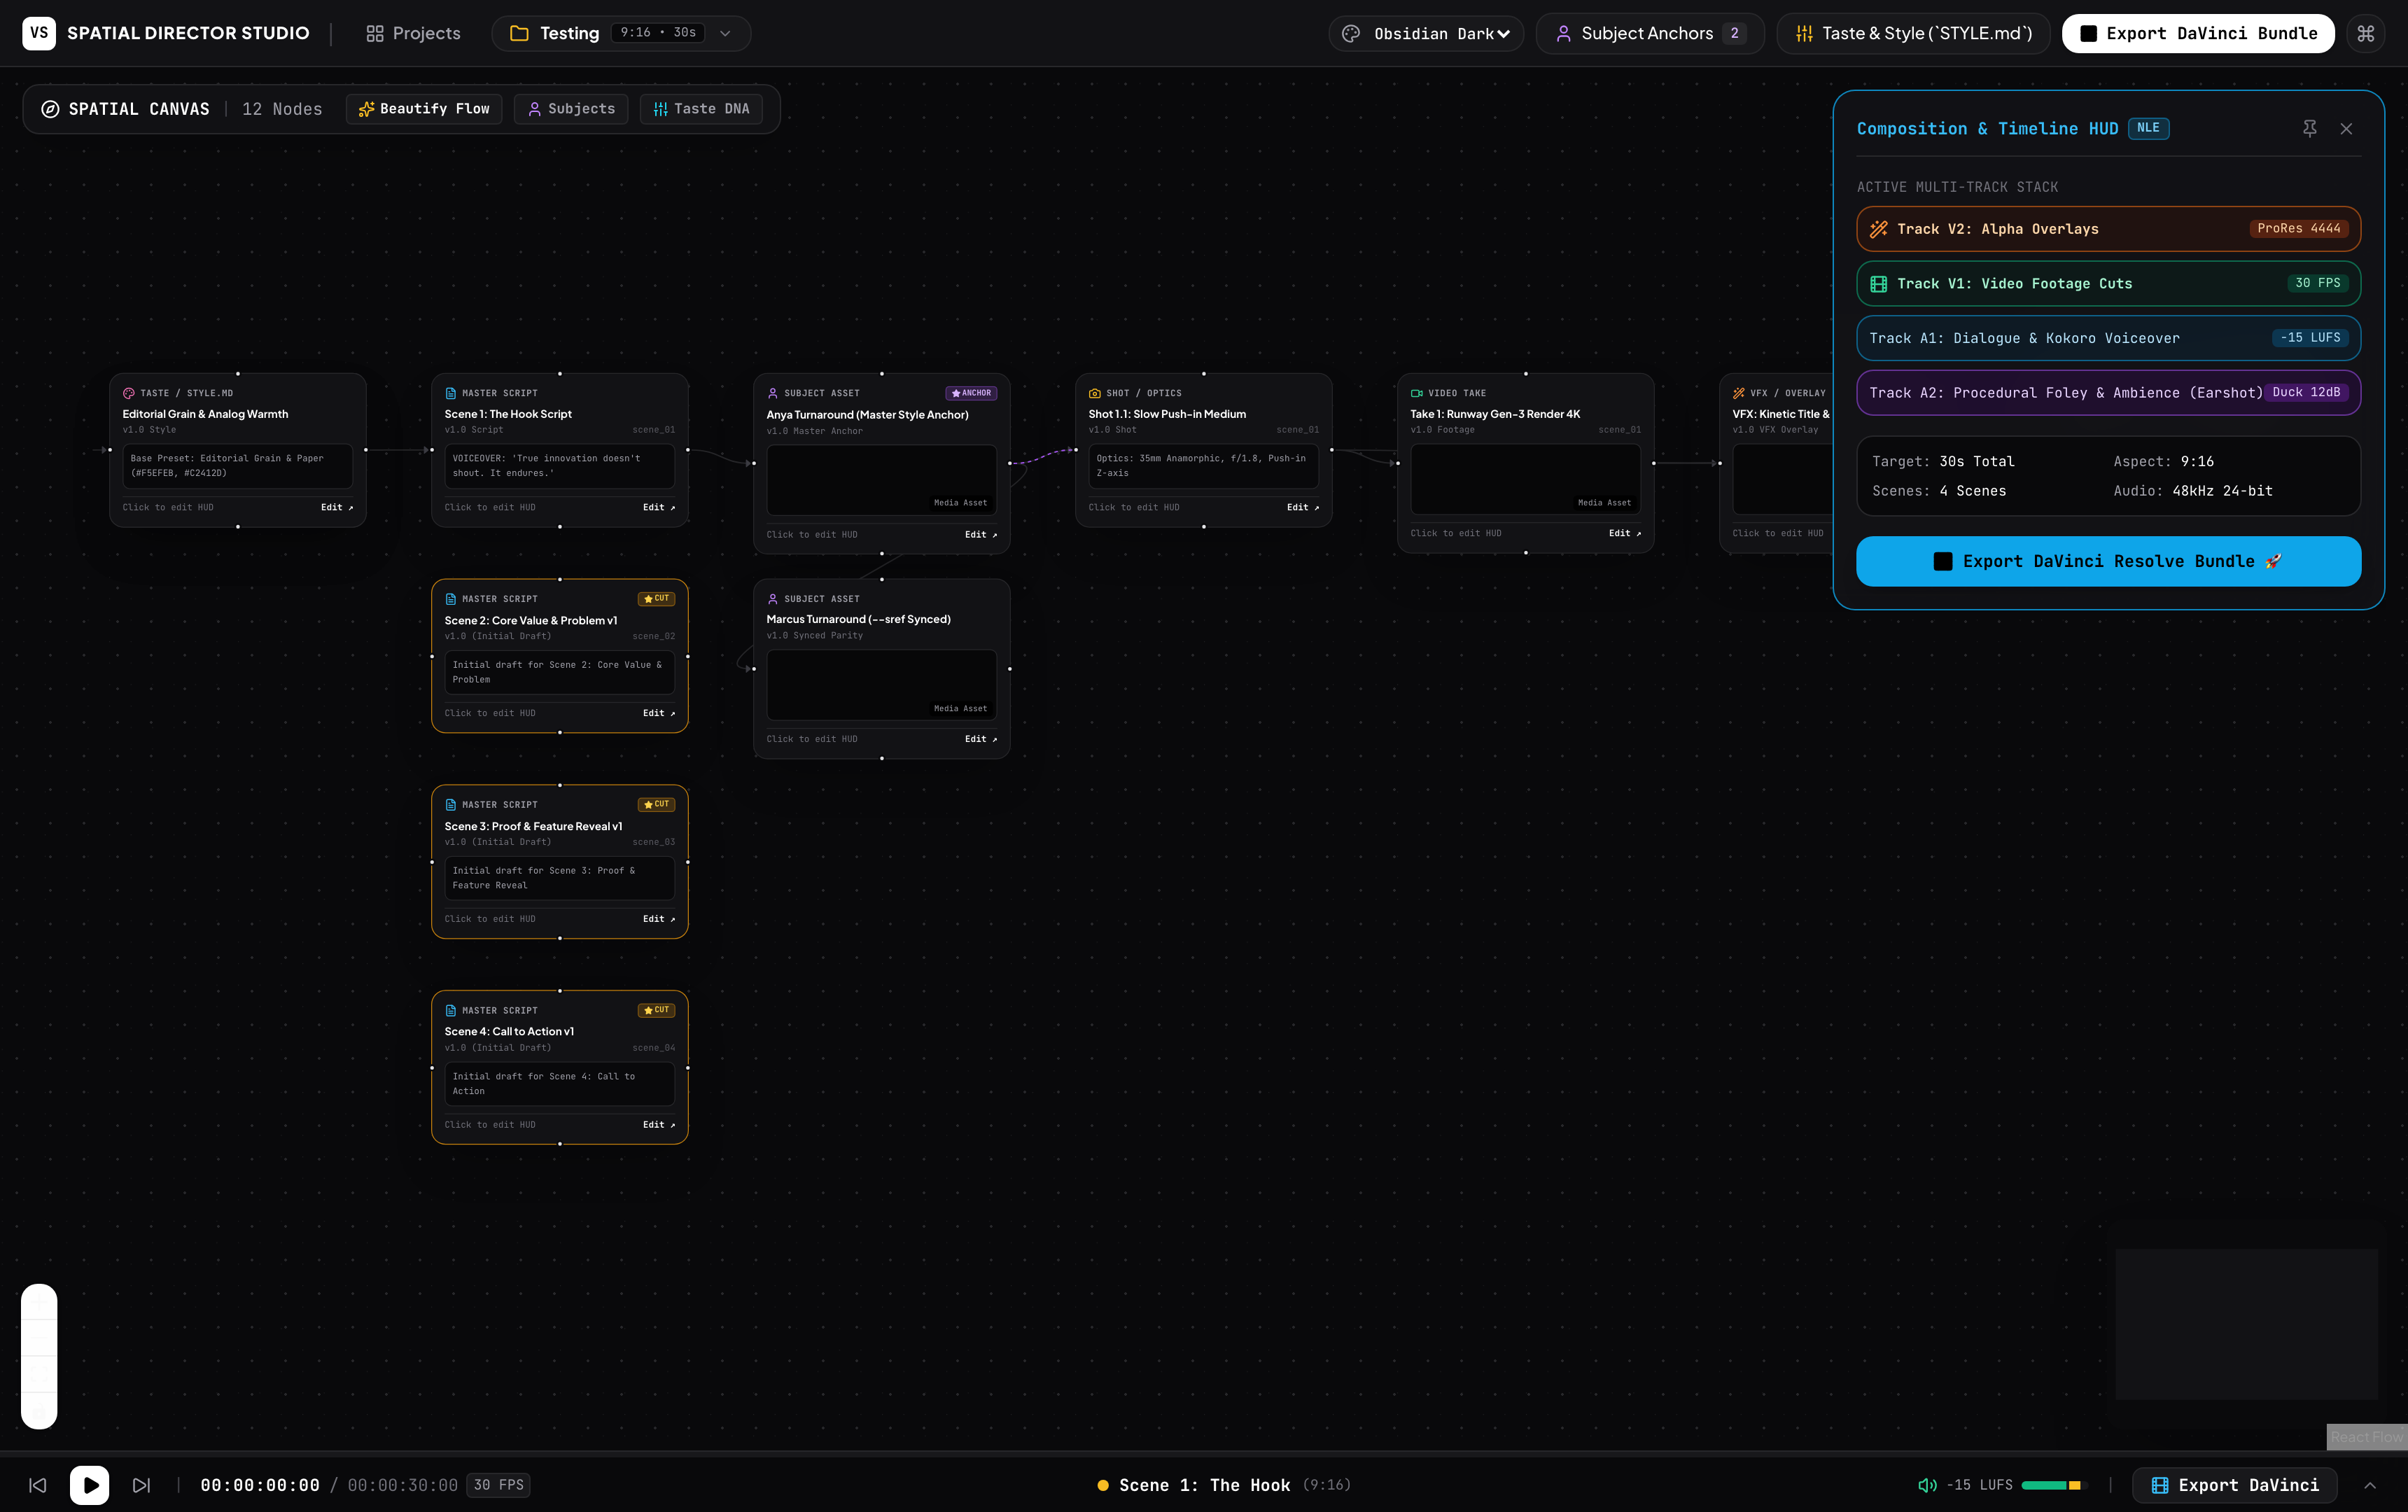 VS SPATIAL DIRECTOR STUDIO Projects Testing 9:16 • 30s Obsidian Dark Subject Anchors 2 Taste & Style (`STYLE.md`) Export DaVinci Bundle
SPATIAL CANVAS 12 Nodes Beautify Flow Subjects Taste DNA
Composition & Timeline HUD NLE
ACTIVE MULTI-TRACK STACK
Track V2: Alpha Overlays ProRes 4444
Track V1: Video Footage Cuts 30 FPS
Track A1: Dialogue & Kokoro Voiceover -15 LUFS
Track A2: Procedural Foley & Ambience (Earshot) Duck 12dB
Target: 30s Total Aspect: 9:16
Scenes: 4 Scenes Audio: 48kHz 24-bit
Export DaVinci Resolve Bundle 🚀
TASTE / STYLE.MD
Editorial Grain & Analog Warmth
v1.0 Style
Base Preset: Editorial Grain & Paper
(#F5EFEB, #C2412D)
Click to edit HUD Edit ↗
MASTER SCRIPT
Scene 1: The Hook Script
v1.0 Script scene_01
VOICEOVER: 'True innovation doesn't
shout. It endures.'
Click to edit HUD Edit ↗
SUBJECT ASSET ANCHOR
Anya Turnaround (Master Style Anchor)
v1.0 Master Anchor
Media Asset
Click to edit HUD Edit ↗
SHOT / OPTICS
Shot 1.1: Slow Push-in Medium
v1.0 Shot scene_01
Optics: 35mm Anamorphic, f/1.8, Push-in
Z-axis
Click to edit HUD Edit ↗
VIDEO TAKE
Take 1: Runway Gen-3 Render 4K
v1.0 Footage scene_01
Media Asset
Click to edit HUD Edit ↗
VFX / OVERLAY
VFX: Kinetic Title &
v1.0 VFX Overlay
Click to edit HUD
MASTER SCRIPT CUT
Scene 2: Core Value & Problem v1
v1.0 (Initial Draft) scene_02
Initial draft for Scene 2: Core Value &
Problem
Click to edit HUD Edit ↗
SUBJECT ASSET
Marcus Turnaround (--sref Synced)
v1.0 Synced Parity
Media Asset
Click to edit HUD Edit ↗
MASTER SCRIPT CUT
Scene 3: Proof & Feature Reveal v1
v1.0 (Initial Draft) scene_03
Initial draft for Scene 3: Proof &
Feature Reveal
Click to edit HUD Edit ↗
MASTER SCRIPT CUT
Scene 4: Call to Action v1
v1.0 (Initial Draft) scene_04
Initial draft for Scene 4: Call to
Action
Click to edit HUD Edit ↗
React Flow
00:00:00:00 / 00:00:30:00 30 FPS Scene 1: The Hook (9:16) -15 LUFS Export DaVinci